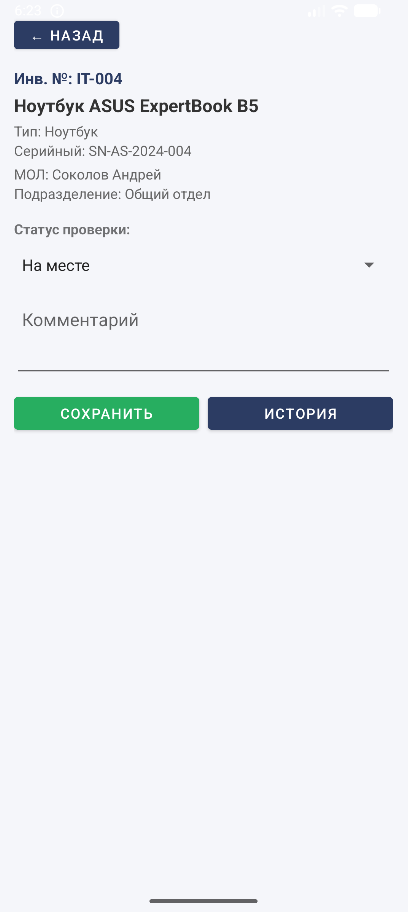 6:23
← НАЗАД
Инв. №: IT-004
Ноутбук ASUS ExpertBook B5
Тип: Ноутбук
Серийный: SN-AS-2024-004
МОЛ: Соколов Андрей
Подразделение: Общий отдел
Статус проверки:
На месте
Комментарий
СОХРАНИТЬ ИСТОРИЯ